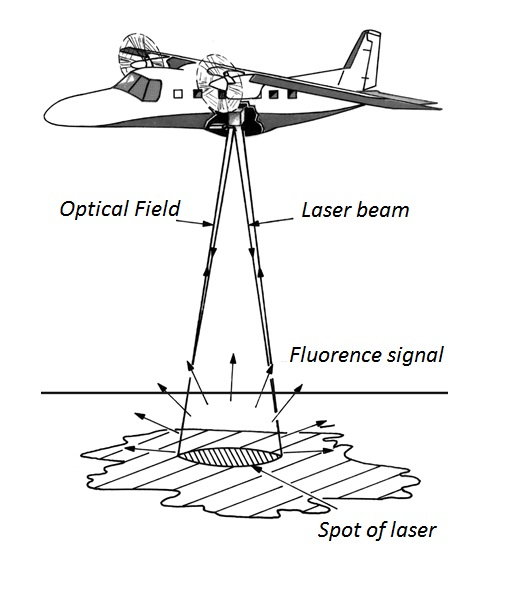 Optical Field
Laser beam
Fluorence signal
Spot of laser